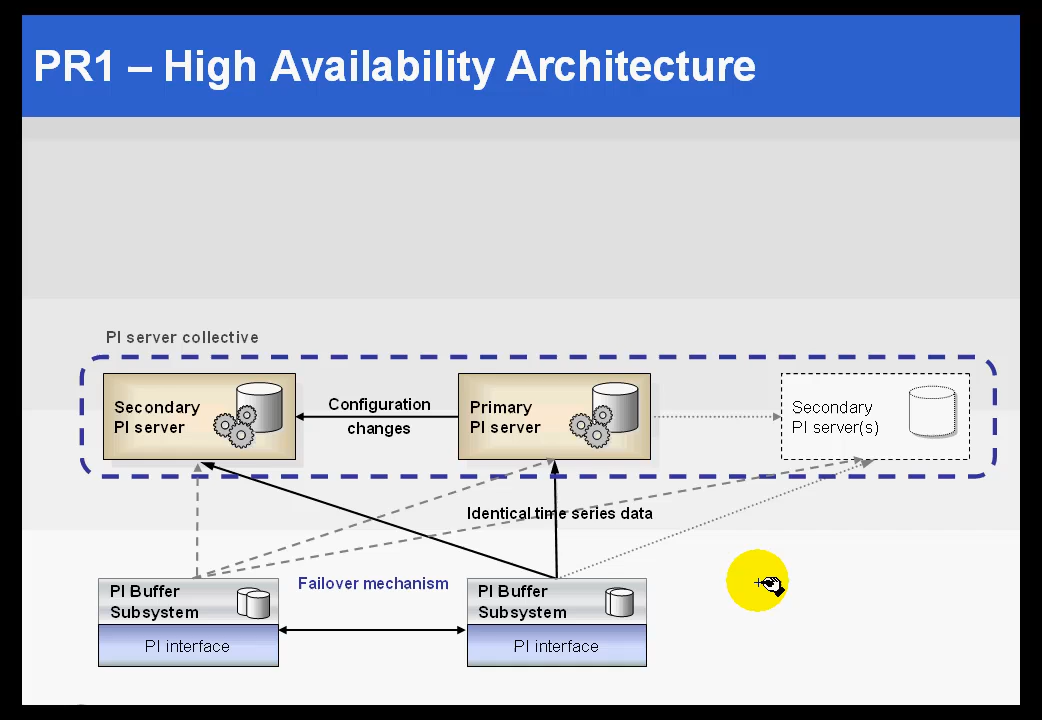 PR1 – High Availability Architecture
PI server collective
Secondary
PI server
Configuration
changes
Primary
PI server
Secondary
PI server(s)
Identical time series data
PI Buffer
Subsystem
PI interface
Failover mechanism
PI Buffer
Subsystem
PI interface